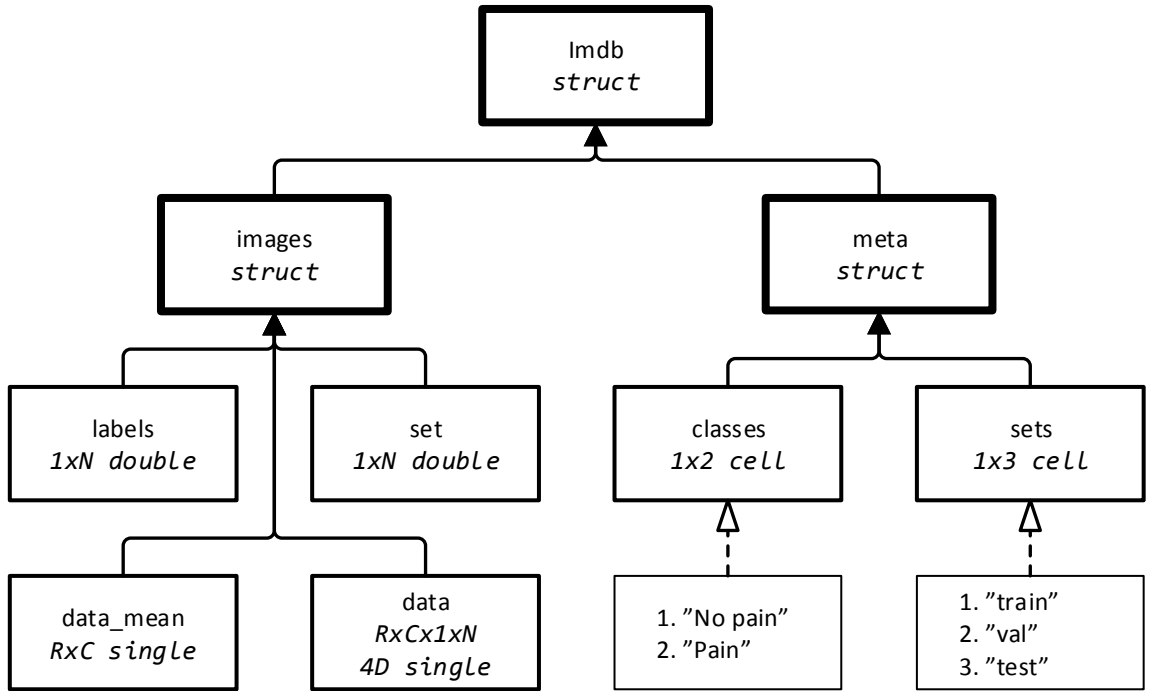 Imdb
struct
images
struct
meta
struct
labels
1xN double
set
1xN double
classes
1x2 cell
sets
1x3 cell
data_mean
RxC single
data
RxCx1xN
4D single
1. ”No pain”
2. ”Pain”
1. ”train”
2. ”val”
3. ”test”